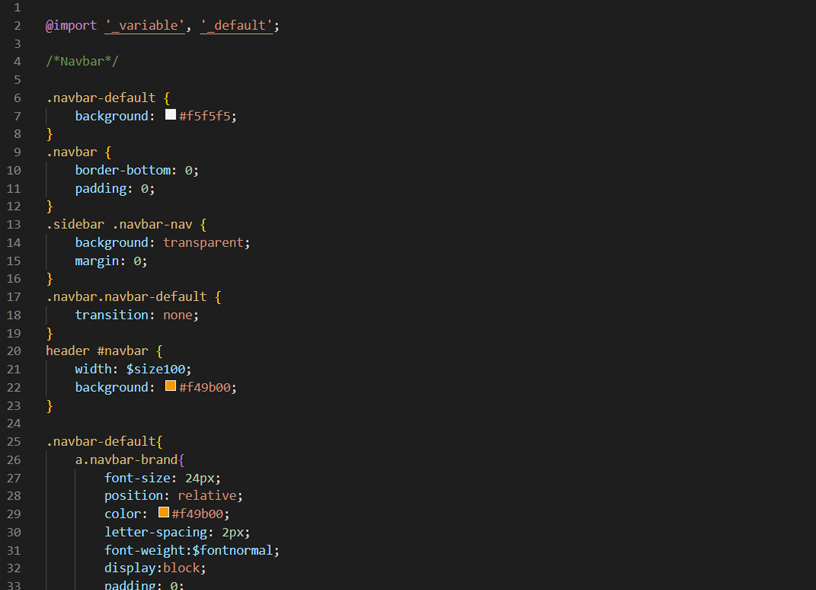 1
2 @import '_variable', '_default';
3
4 /*Navbar*/
5
6 .navbar-default {
7 background: #f5f5f5;
8 }
9 .navbar {
10 border-bottom: 0;
11 padding: 0;
12 }
13 .sidebar .navbar-nav {
14 background: transparent;
15 margin: 0;
16 }
17 .navbar.navbar-default {
18 transition: none;
19 }
20 header #navbar {
21 width: $size100;
22 background: #f49b00;
23 }
24
25 .navbar-default{
26 a.navbar-brand{
27 font-size: 24px;
28 position: relative;
29 color: #f49b00;
30 letter-spacing: 2px;
31 font-weight:$fontnormal;
32 display:block;
33 padding: 0;